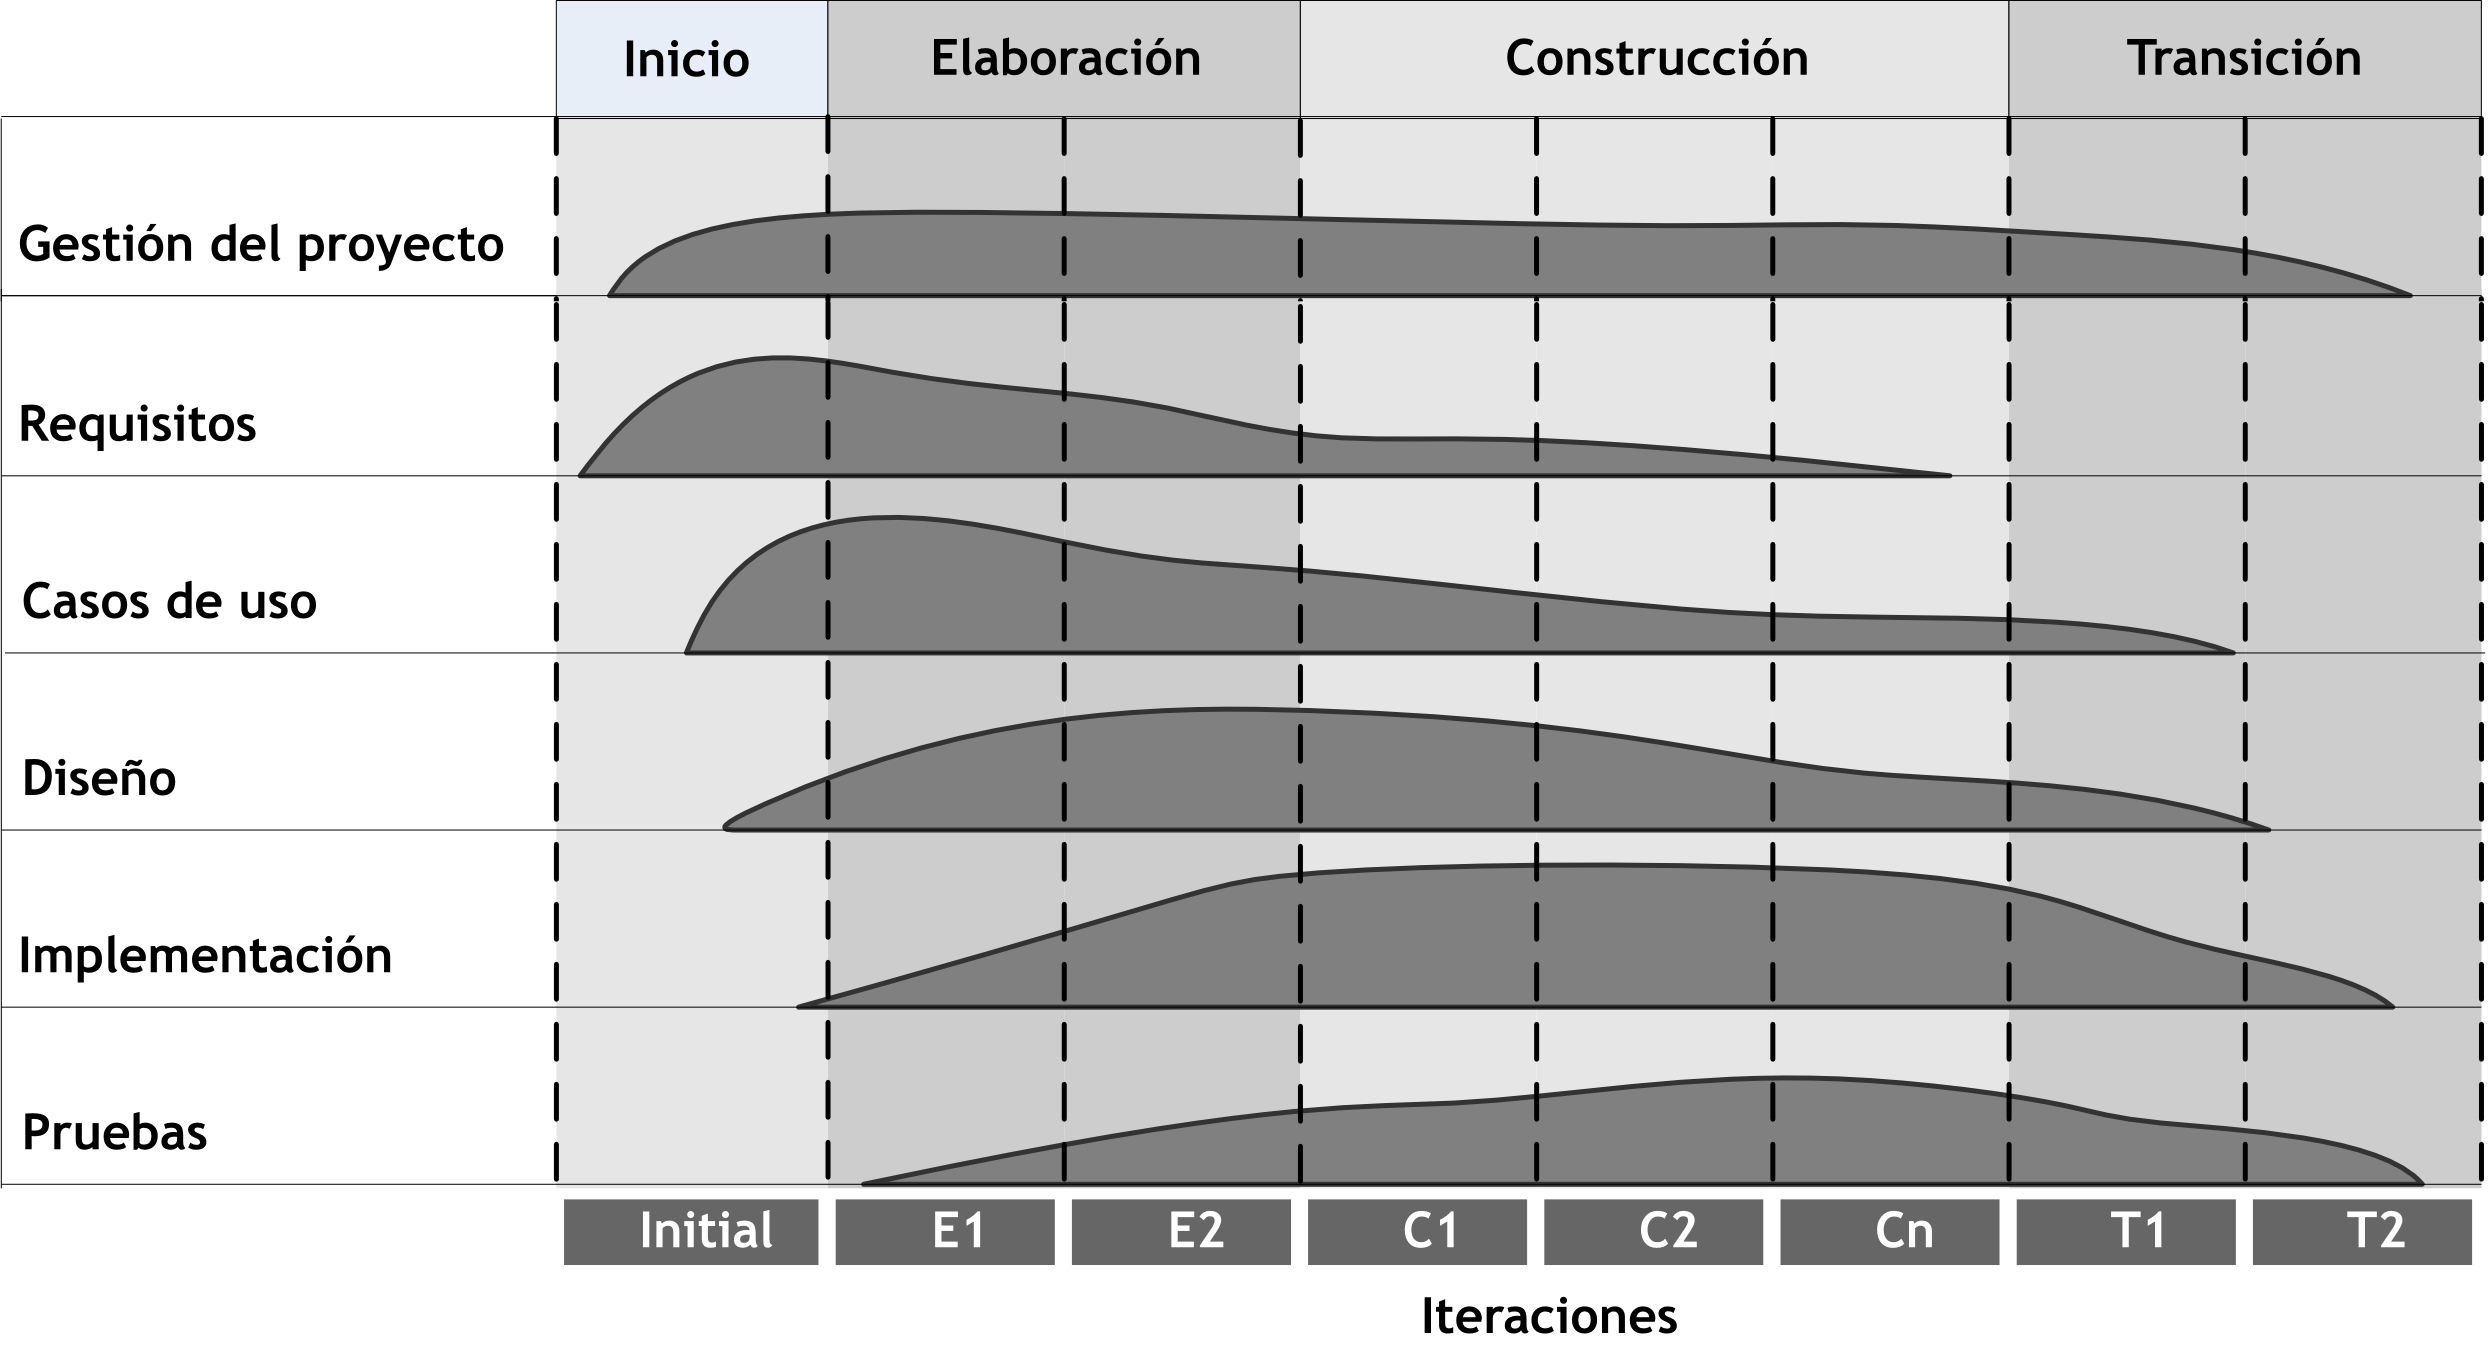 Inicio Elaboración Construcción Transición
Gestión del proyecto
Requisitos
Casos de uso
Diseño
Implementación
Pruebas
Initial E1 E2 C1 C2 Cn T1 T2
Iteraciones